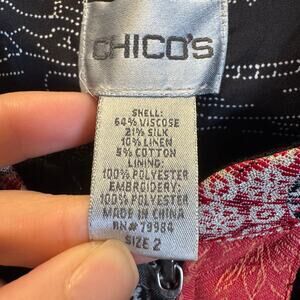 CHICO'S
SHELL:
64% VISCOSE
21% SILK
10% LINEN
5% COTTON
LINING:
100% POLYESTER
EMBROIDERY:
100% POLYESTER
MADE IN CHINA
RN# 79984
SIZE 2